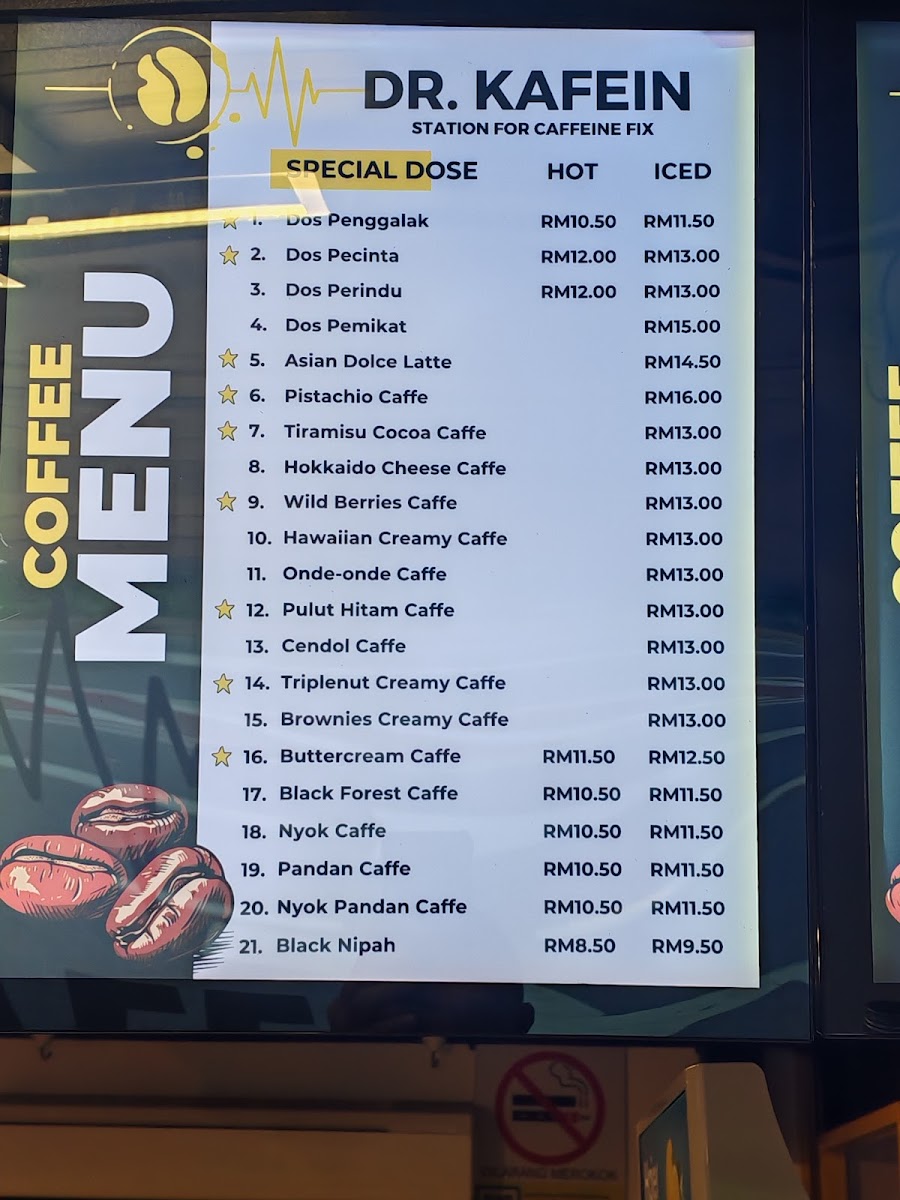 DR. KAFEIN
STATION FOR CAFFEINE FIX
COFFEE
MENU
SPECIAL DOSE HOT ICED
1. Dos Penggalak RM10.50 RM11.50
2. Dos Pecinta RM12.00 RM13.00
3. Dos Perindu RM12.00 RM13.00
4. Dos Pemikat RM15.00
5. Asian Dolce Latte RM14.50
6. Pistachio Caffe RM16.00
7. Tiramisu Cocoa Caffe RM13.00
8. Hokkaido Cheese Caffe RM13.00
9. Wild Berries Caffe RM13.00
10. Hawaiian Creamy Caffe RM13.00
11. Onde-onde Caffe RM13.00
12. Pulut Hitam Caffe RM13.00
13. Cendol Caffe RM13.00
14. Triplenut Creamy Caffe RM13.00
15. Brownies Creamy Caffe RM13.00
16. Buttercream Caffe RM11.50 RM12.50
17. Black Forest Caffe RM10.50 RM11.50
18. Nyok Caffe RM10.50 RM11.50
19. Pandan Caffe RM10.50 RM11.50
20. Nyok Pandan Caffe RM10.50 RM11.50
21. Black Nipah RM8.50 RM9.50